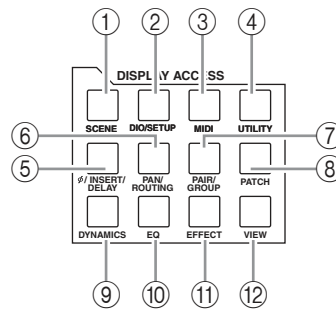 ① ② ③ ④
DISPLAY ACCESS
SCENE DIO/SETUP MIDI UTILITY
⑥ ⑦
⑤ ⑧
ø/ INSERT/ DELAY PAN/ ROUTING PAIR/ GROUP PATCH
DYNAMICS EQ EFFECT VIEW
⑨ ⑩ ⑪ ⑫